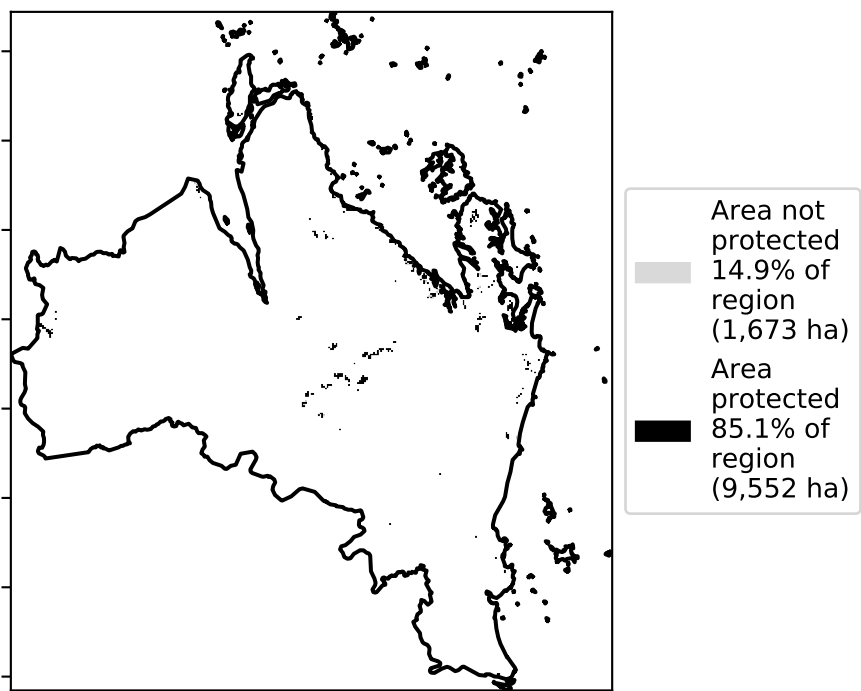 Area not
protected
14.9% of
region
(1,673 ha)
Area
protected
85.1% of
region
(9,552 ha)